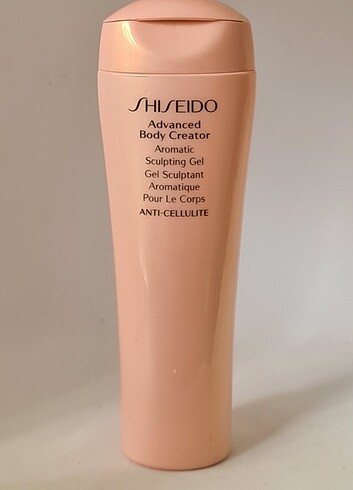 SHISEIDO
Advanced
Body Creator
Aromatic
Sculpting Gel
Gel Sculptant
Aromatique
Pour Le Corps
ANTI-CELLULITE